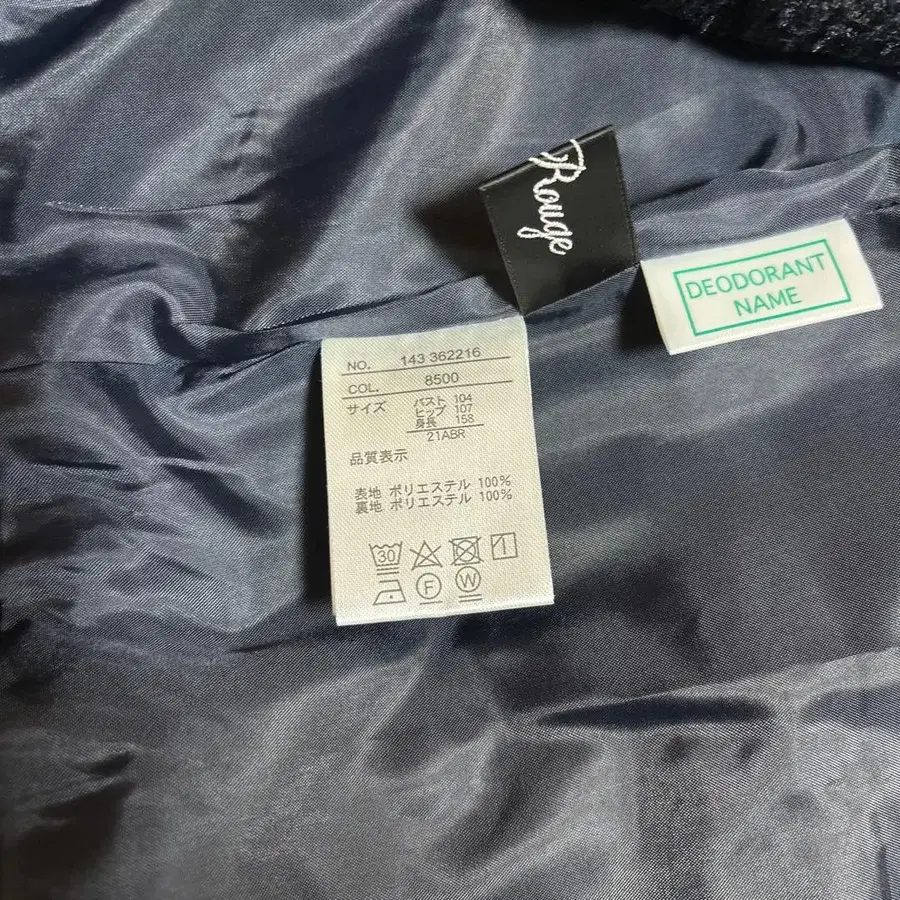 Rouge
DEODORANT
NAME
NO. 143 362216
COL. 8500
サイズ バスト 104
ヒップ 107
身長 158
21ABR
品質表示
表地 ポリエステル 100%
裏地 ポリエステル 100%
30
1
F W